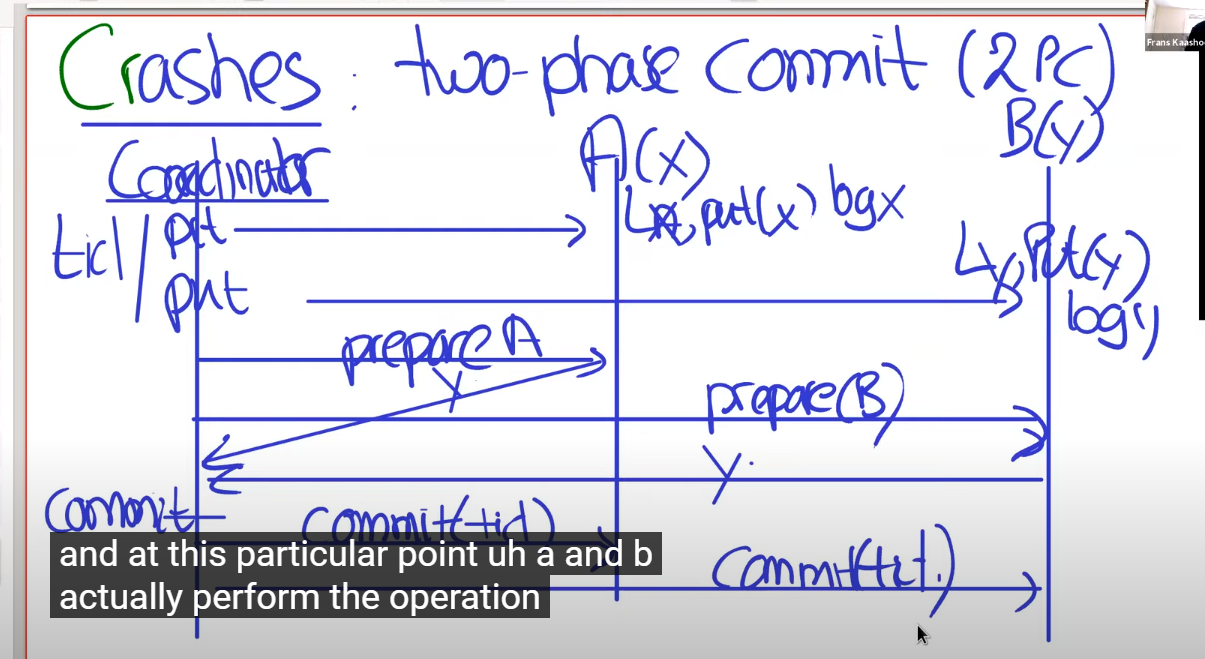 Crashes: two-phase commit (2PC)
Frans Kaasho
Coordinator
A(x)
B(y)
tid/
put
put(x) log x
put
Put(y)
log y
prepare A
Y
prepare(B)
Y.
commit
commit(tid)
commit(tid.)
and at this particular point uh a and b
actually perform the operation